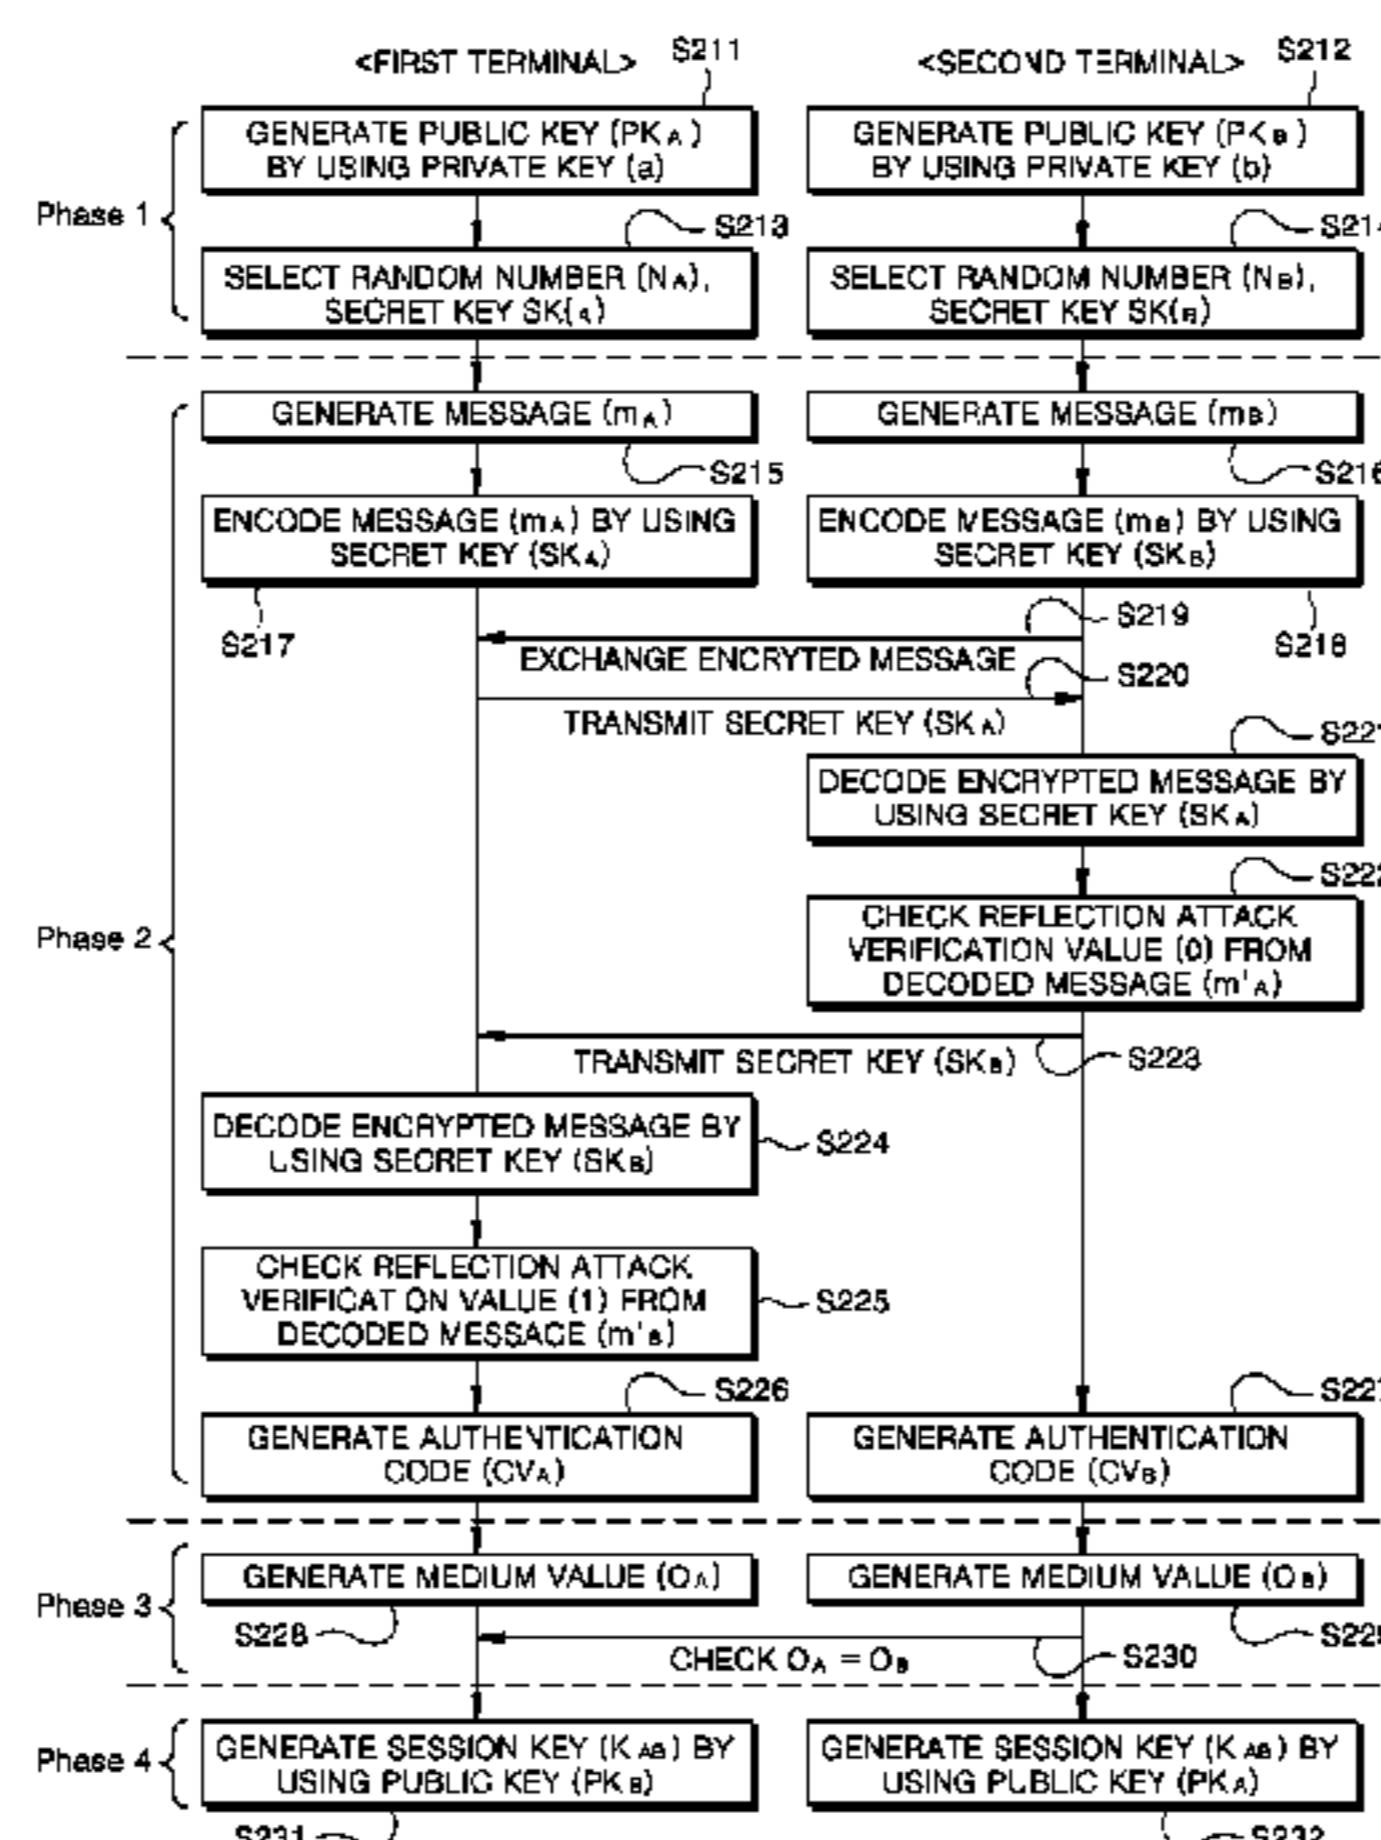 <FIRST TERMINAL> S211
<SECOND TERMINAL> S212
Phase 1
GENERATE PUBLIC KEY (PKA)
BY USING PRIVATE KEY (a)
GENERATE PUBLIC KEY (PKB)
BY USING PRIVATE KEY (b)
S213
S214
SELECT RANDOM NUMBER (NA),
SECRET KEY SK(A)
SELECT RANDOM NUMBER (NB),
SECRET KEY SK(B)
Phase 2
GENERATE MESSAGE (mA)
GENERATE MESSAGE (mB)
S215
S216
ENCODE MESSAGE (mA) BY USING
SECRET KEY (SKA)
ENCODE MESSAGE (mB) BY USING
SECRET KEY (SKB)
S217
S219
S218
EXCHANGE ENCRYTED MESSAGE
S220
TRANSMIT SECRET KEY (SKA)
S221
DECODE ENCRYPTED MESSAGE BY
USING SECRET KEY (SKA)
S222
CHECK REFLECTION ATTACK
VERIFICATION VALUE (0) FROM
DECODED MESSAGE (m'A)
TRANSMIT SECRET KEY (SKB)
S223
DECODE ENCRYPTED MESSAGE BY
USING SECRET KEY (SKB)
S224
CHECK REFLECTION ATTACK
VERIFICATION VALUE (1) FROM
DECODED MESSAGE (m'B)
S225
S226
S227
GENERATE AUTHENTICATION
CODE (CVA)
GENERATE AUTHENTICATION
CODE (CVB)
Phase 3
GENERATE MEDIUM VALUE (OA)
GENERATE MEDIUM VALUE (OB)
S228
S229
CHECK OA = OB
S230
Phase 4
GENERATE SESSION KEY (KAB) BY
USING PUBLIC KEY (PKB)
GENERATE SESSION KEY (KAB) BY
USING PUBLIC KEY (PKA)
S231
S232